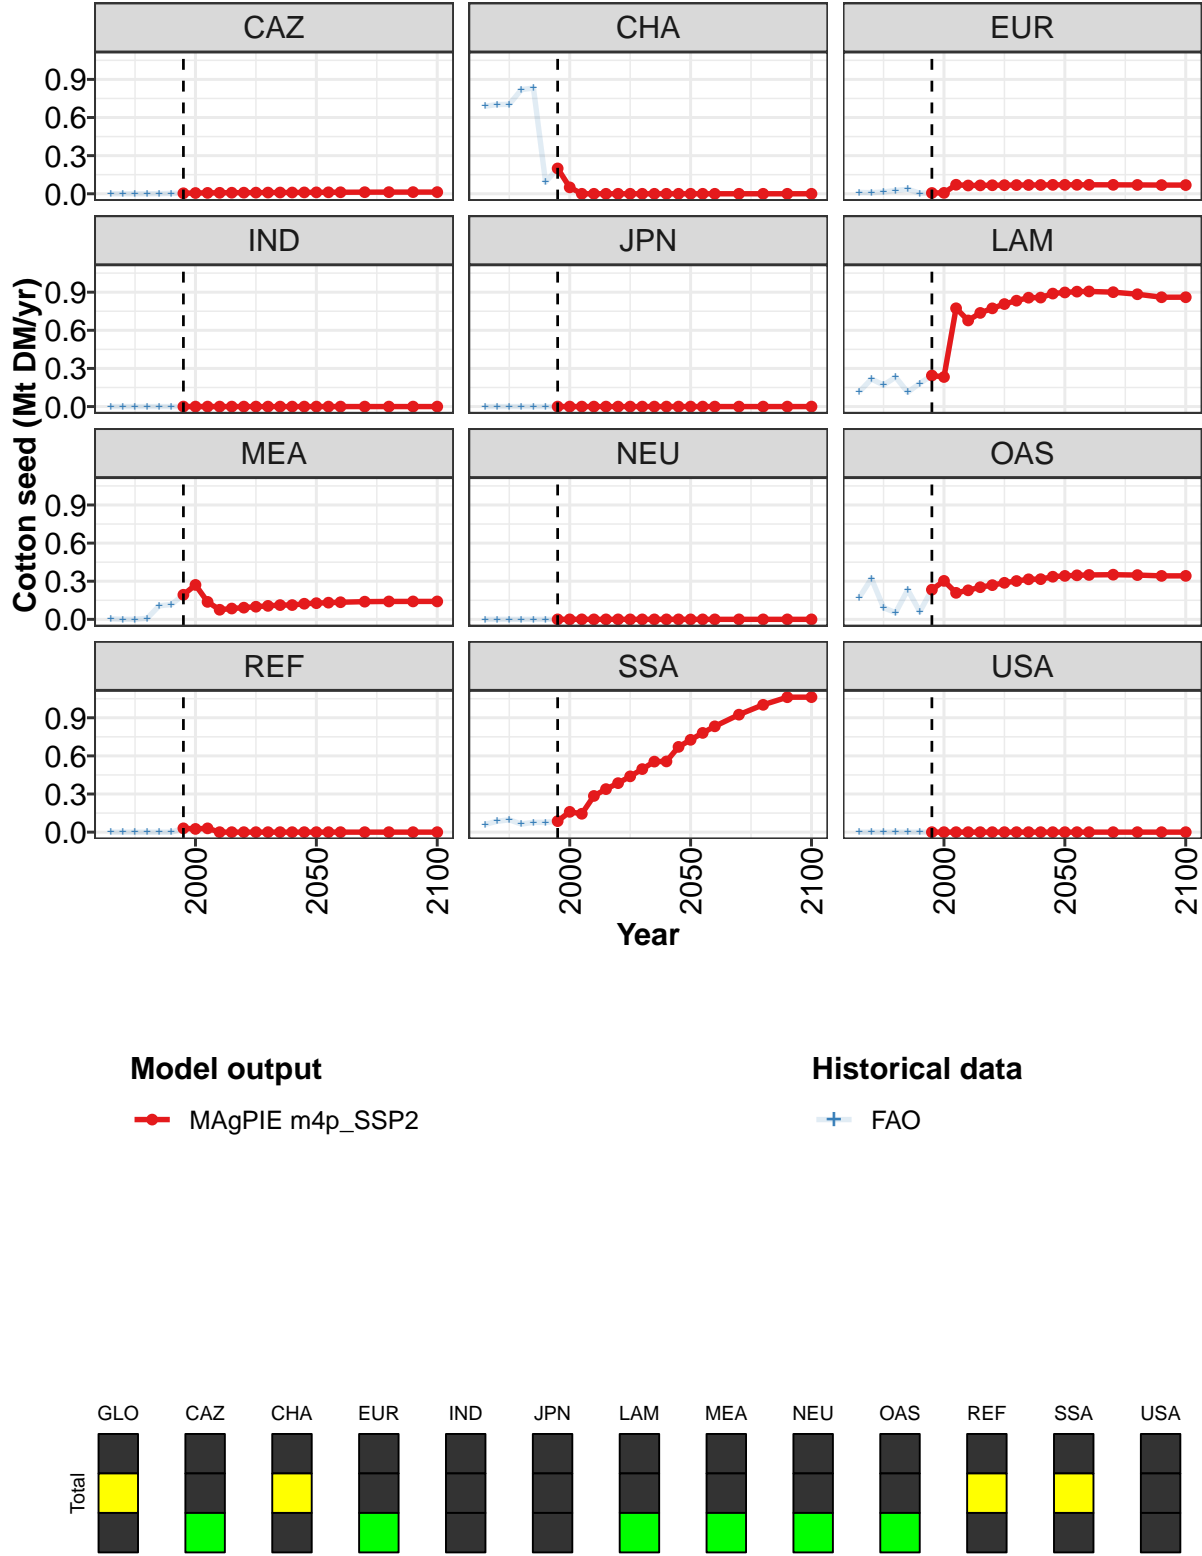 CAZ CHA EUR
0.9
0.6
0.3
0.0
IND JPN LAM
0.9
0.6
0.3
0.0
MEA NEU OAS
0.9
0.6
0.3
0.0
REF SSA USA
0.9
0.6
0.3
0.0
Cotton seed (Mt DM/yr)
2000 2050 2100 2000 2050 2100 2000 2050 2100
Year
Model output Historical data
MAgPIE m4p_SSP2 FAO
GLO CAZ CHA EUR IND JPN LAM MEA NEU OAS REF SSA USA
Total